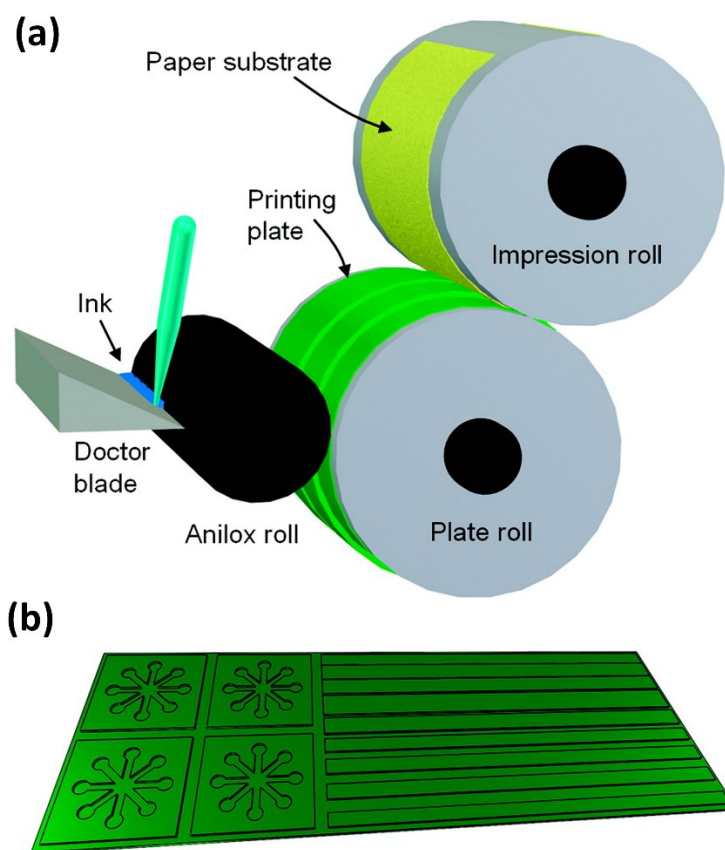 (a)
Paper substrate
Printing
plate
Impression roll
Ink
Doctor
blade
Anilox roll
Plate roll
(b)